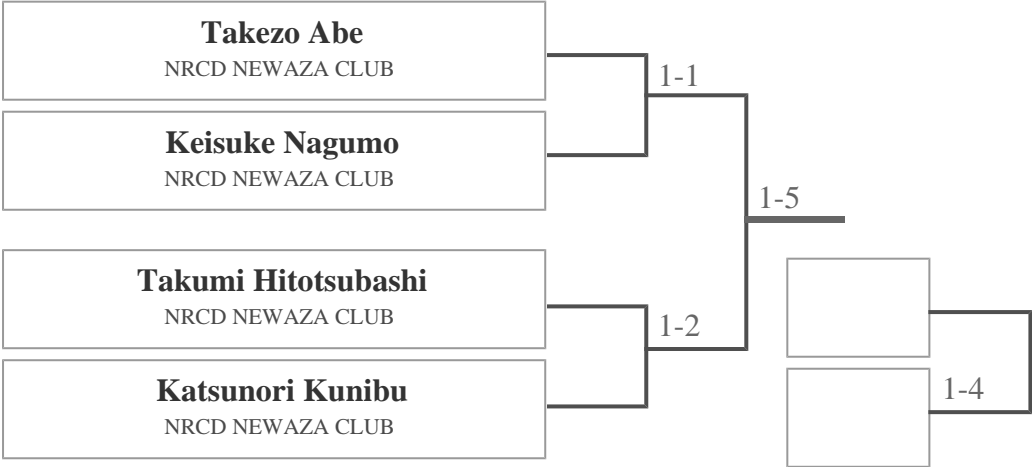 Takezo Abe
NRCD NEWAZA CLUB
1-1
Keisuke Nagumo
NRCD NEWAZA CLUB
1-5
Takumi Hitotsubashi
NRCD NEWAZA CLUB
1-2
Katsunori Kunibu
NRCD NEWAZA CLUB
1-4